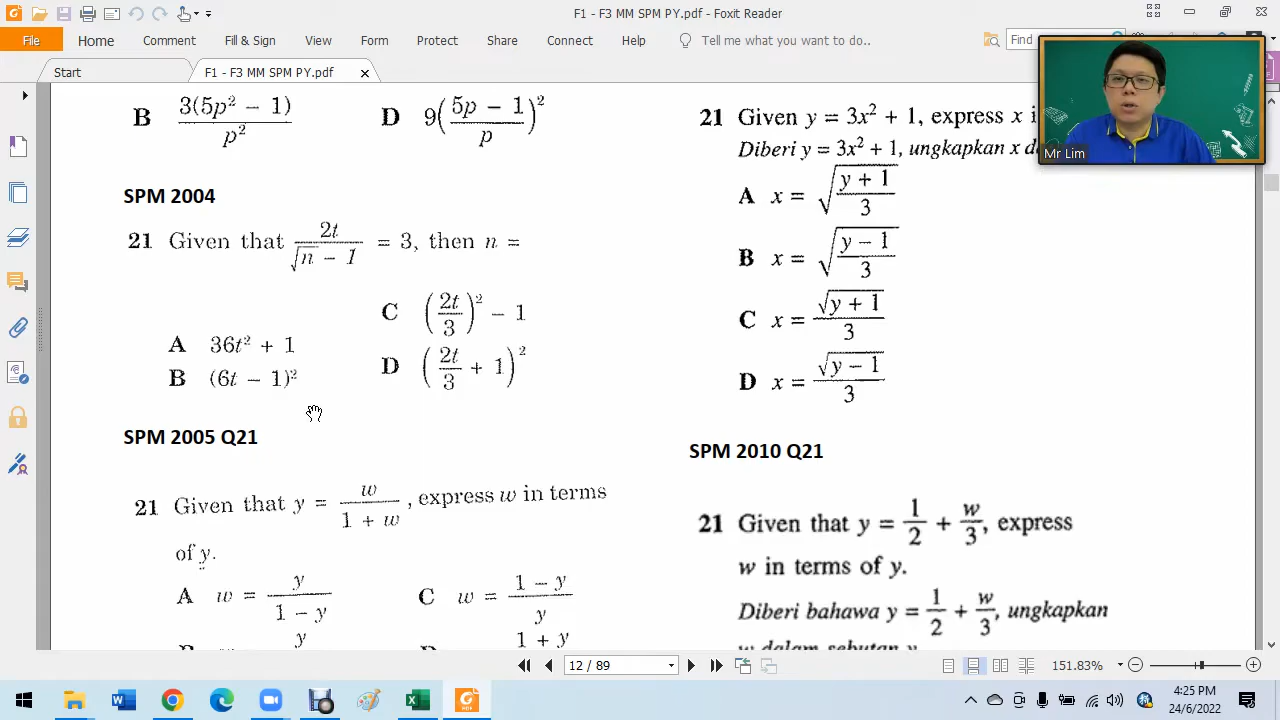 F1 - F3 MM SPM PY.pdf - Foxit Reader
File Home Comment Fill & Sign View Form Protect Share Connect Help Tell me what you want to do.. Find
Start F1 - F3 MM SPM PY.pdf
B 3(5p² − 1)/p² D 9((5p − 1)/p)²
SPM 2004
21 Given that 2t/(√n − 1) = 3, then n =
C (2t/3)² − 1
A 36t² + 1
B (6t − 1)²
D (2t/3 + 1)²
SPM 2005 Q21
21 Given that y = w/(1 + w), express w in terms
of y.
A w = y/(1 − y) C w = (1 − y)/y
y
1 + y
21 Given y = 3x² + 1, express x i
Diberi y = 3x² + 1, ungkapkan x d
A x = √((y + 1)/3)
B x = √((y − 1)/3)
C x = √(y + 1)/3
D x = √(y − 1)/3
SPM 2010 Q21
21 Given that y = 1/2 + w/3, express
w in terms of y.
Diberi bahawa y = 1/2 + w/3, ungkapkan
w dalam sebutan y
Mr Lim
12 / 89
151.83%
4:25 PM
24/6/2022